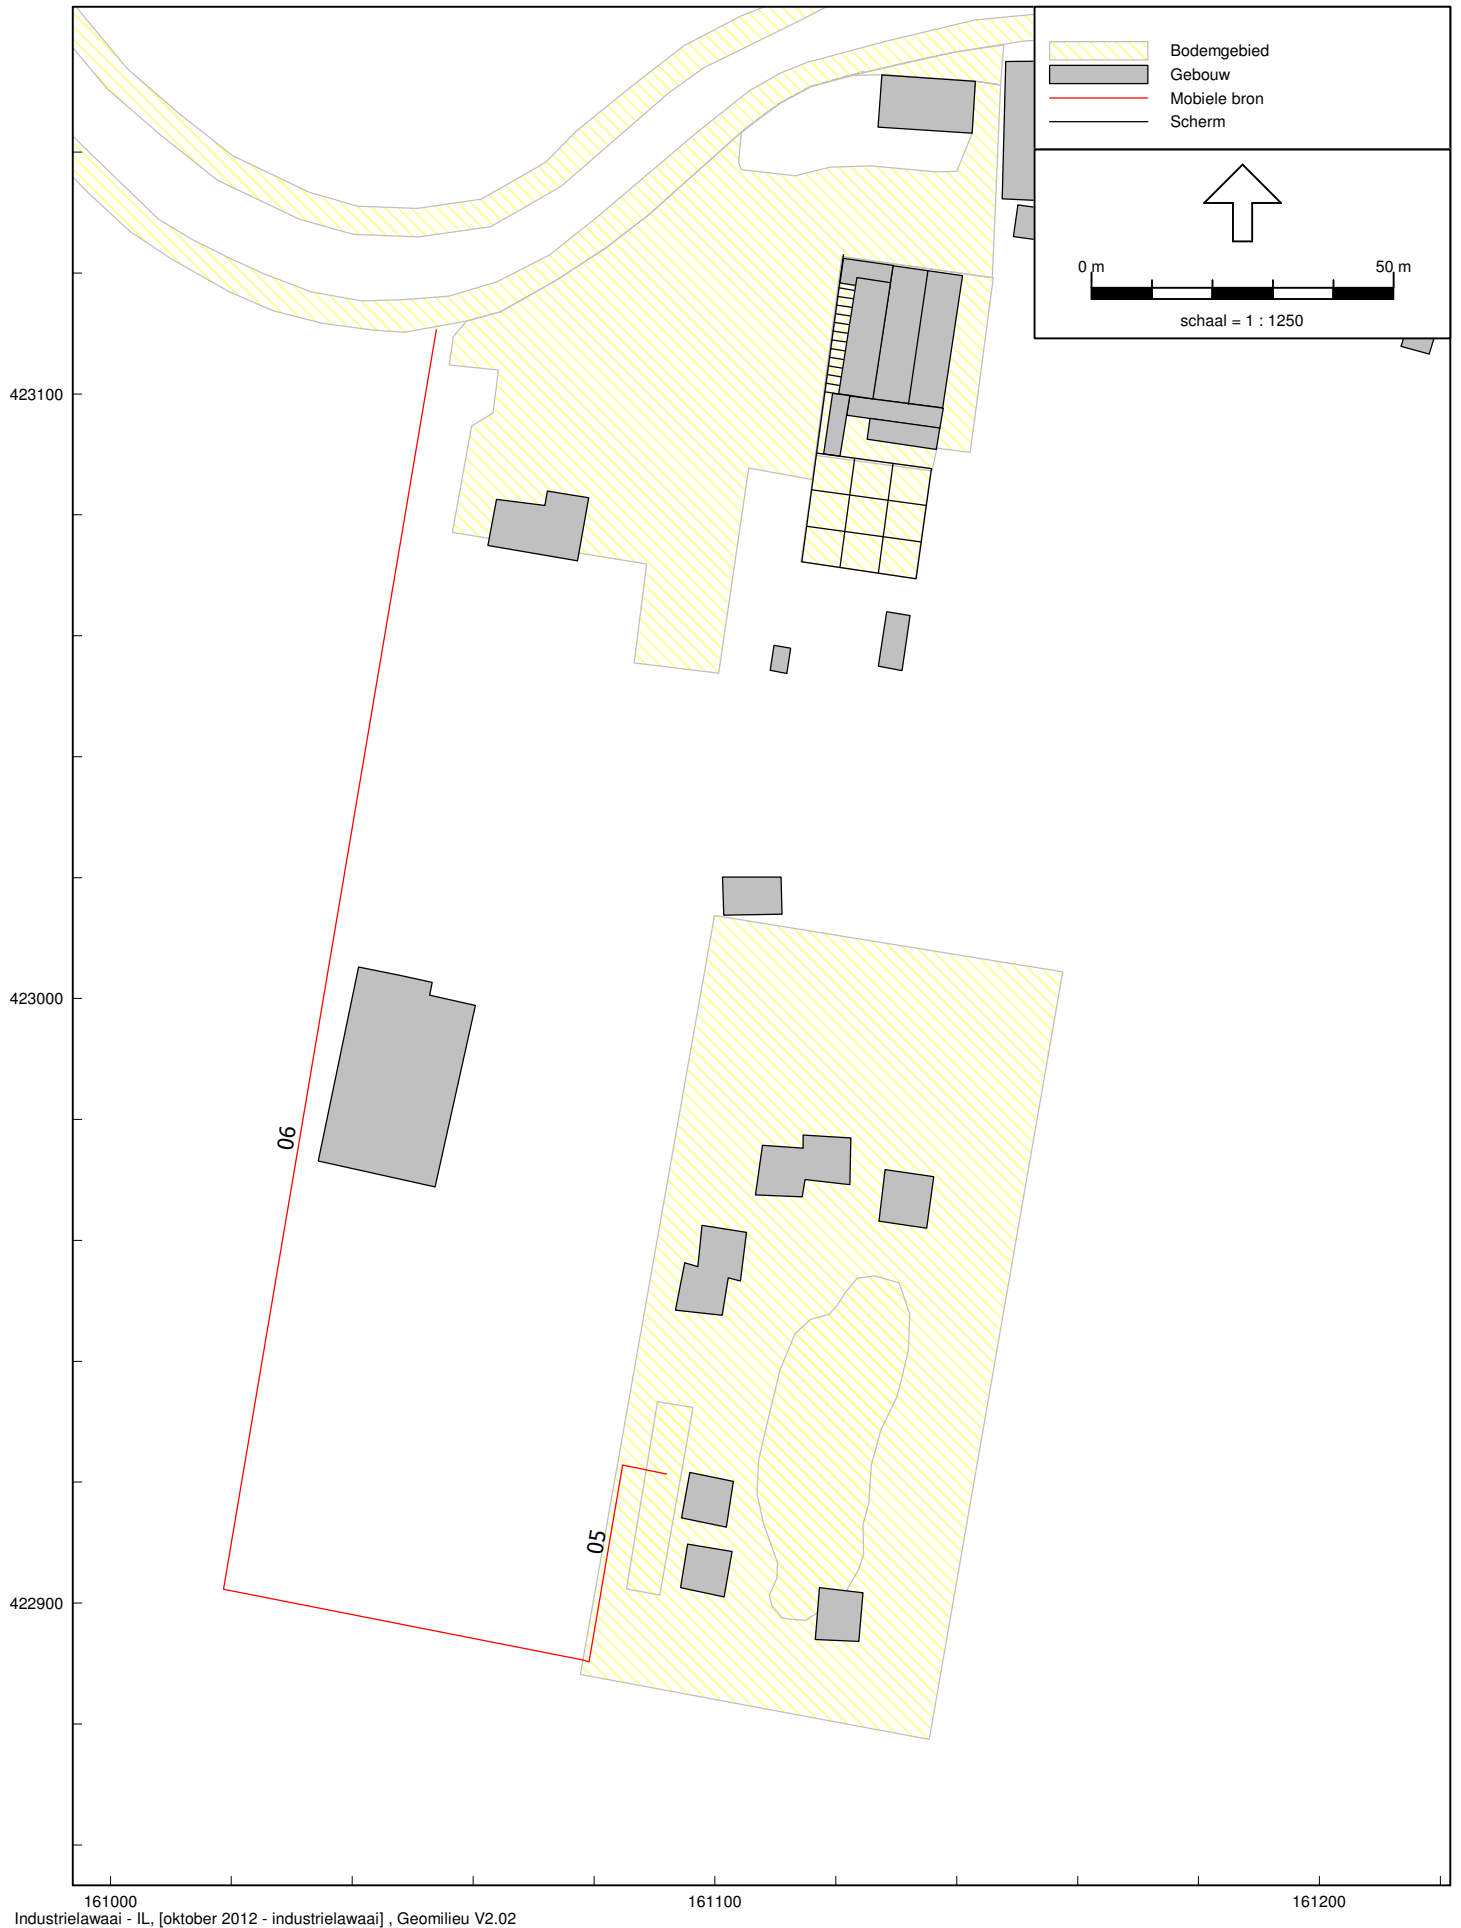 Bodemgebied
Gebouw
Mobiele bron
Scherm
0 m 50 m
schaal = 1 : 1250
423100
423000
06
05
422900
161000 161100 161200
Industrielawaai - IL, [oktober 2012 - industrielawaai] , Geomilieu V2.02